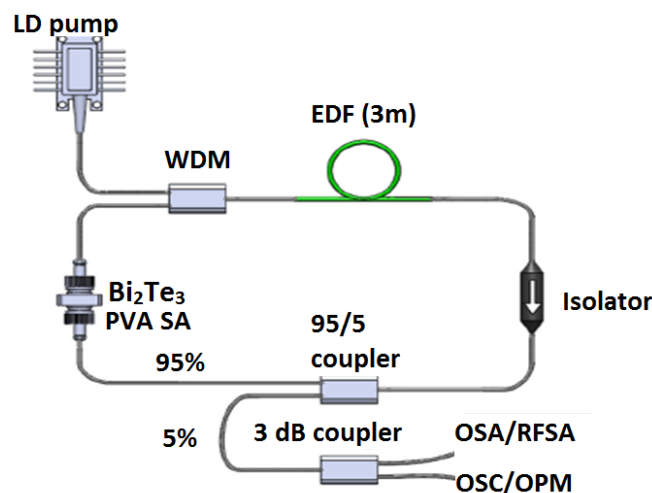 LD pump
EDF (3m)
WDM
Bi₂Te₃
PVA SA
Isolator
95/5
coupler
95%
5%
3 dB coupler
OSA/RFSA
OSC/OPM